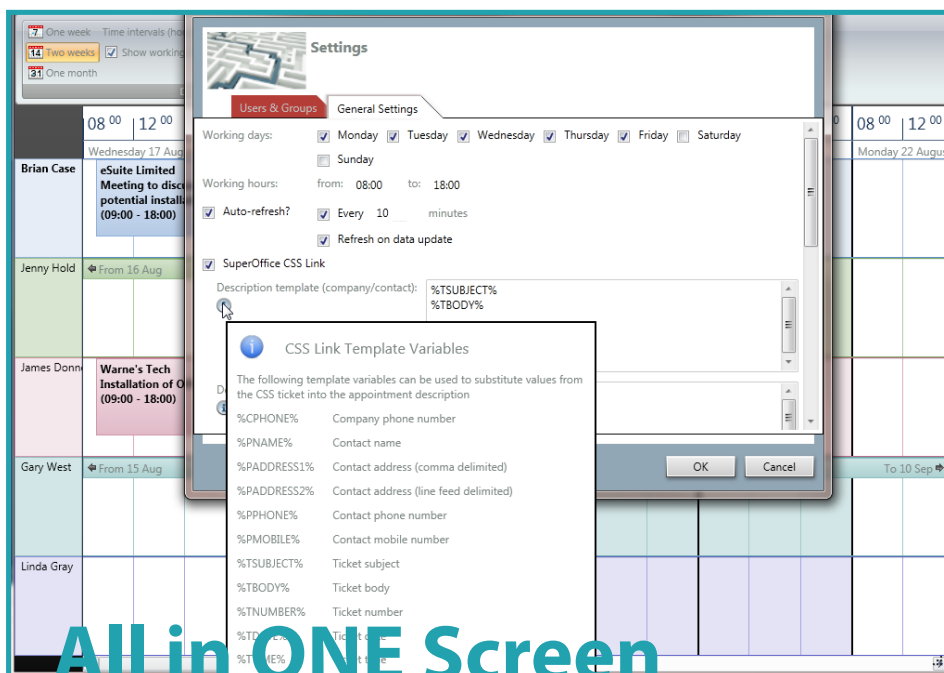 7 One week Time intervals (ho
14 Two weeks Show working
31 One month
Settings
Users & Groups General Settings
08 00 12 00
08 00 12 00
Wednesday 17 Aug
Monday 22 Augus
Working days: Monday Tuesday Wednesday Thursday Friday Saturday
Sunday
Working hours: from: 08:00 to: 18:00
Auto-refresh? Every 10 minutes
Refresh on data update
SuperOffice CSS Link
Description template (company/contact): %TSUBJECT%
%TBODY%
Brian Case
eSuite Limited
Meeting to discu
potential install
(09:00 - 18:00)
Jenny Hold
From 16 Aug
James Donn
Warne's Tech
Installation of O
(09:00 - 18:00)
Gary West
From 15 Aug
To 10 Sep
Linda Gray
CSS Link Template Variables
The following template variables can be used to substitute values from
the CSS ticket into the appointment description
%CPHONE% Company phone number
%PNAME% Contact name
%PADDRESS1% Contact address (comma delimited)
%PADDRESS2% Contact address (line feed delimited)
%PPHONE% Contact phone number
%PMOBILE% Contact mobile number
%TSUBJECT% Ticket subject
%TBODY% Ticket body
%TNUMBER% Ticket number
OK Cancel
All in ONE Screen